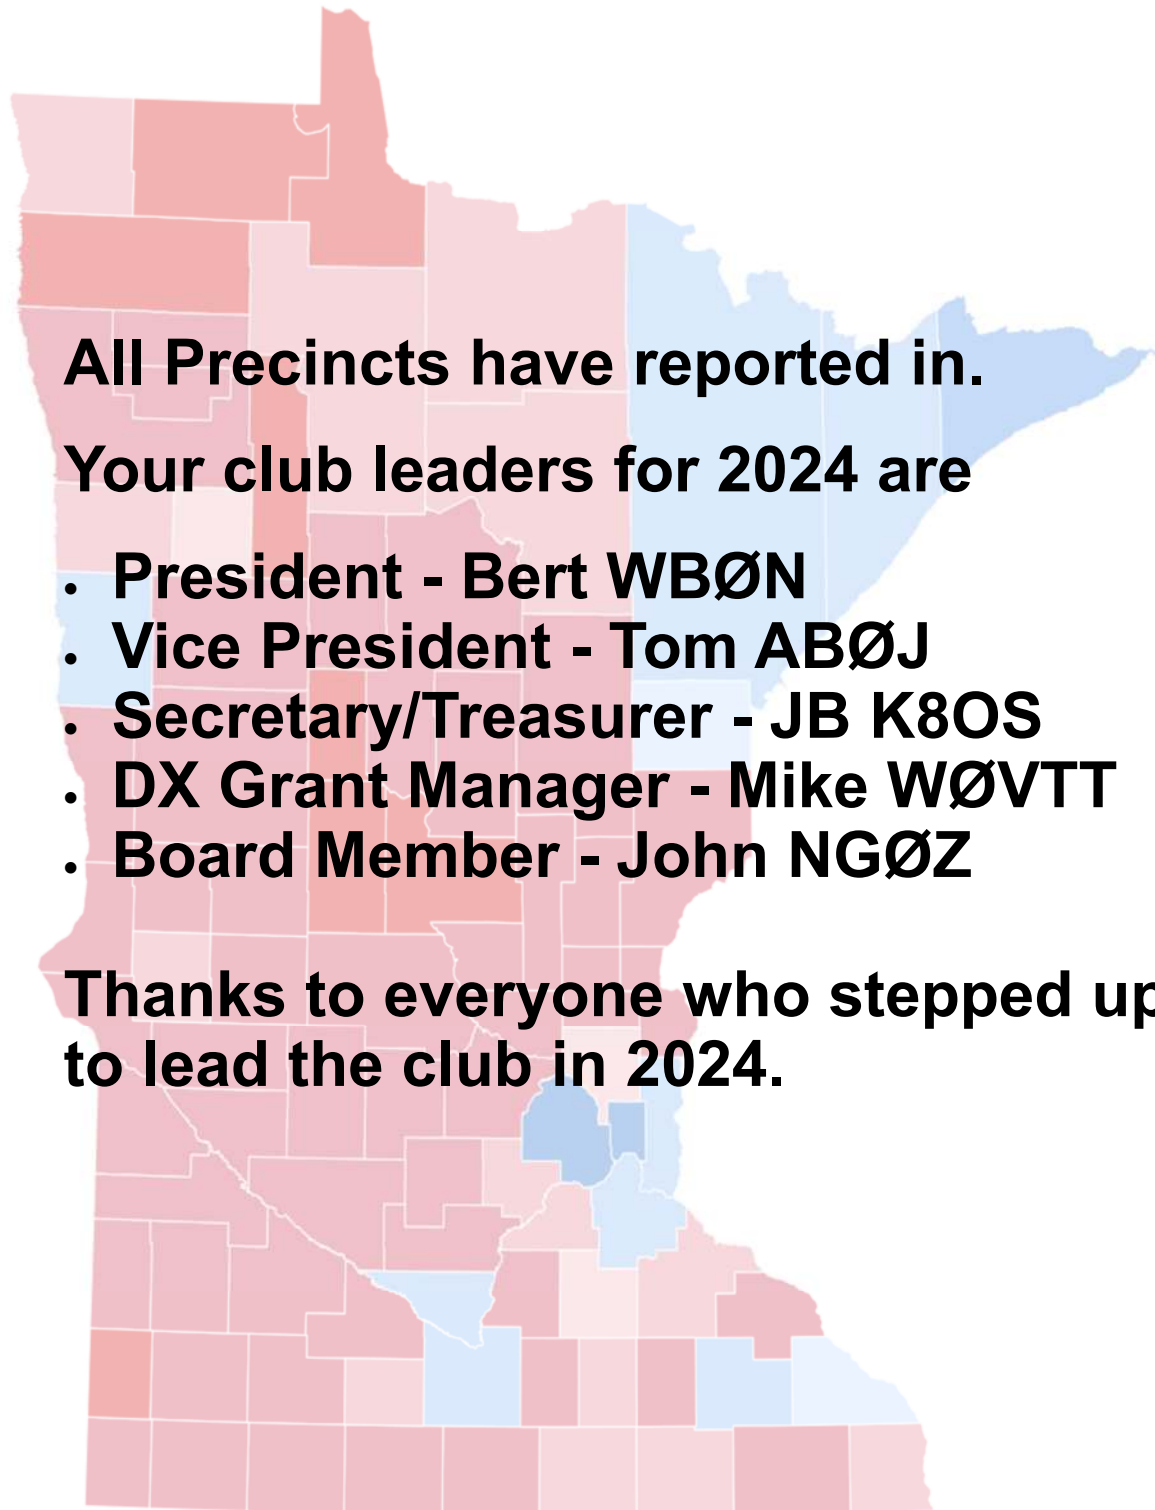 All Precincts have reported in.
Your club leaders for 2024 are
• President - Bert WBØN
• Vice President - Tom ABØJ
• Secretary/Treasurer - JB K8OS
• DX Grant Manager - Mike WØVTT
• Board Member - John NGØZ
Thanks to everyone who stepped up
to lead the club in 2024.